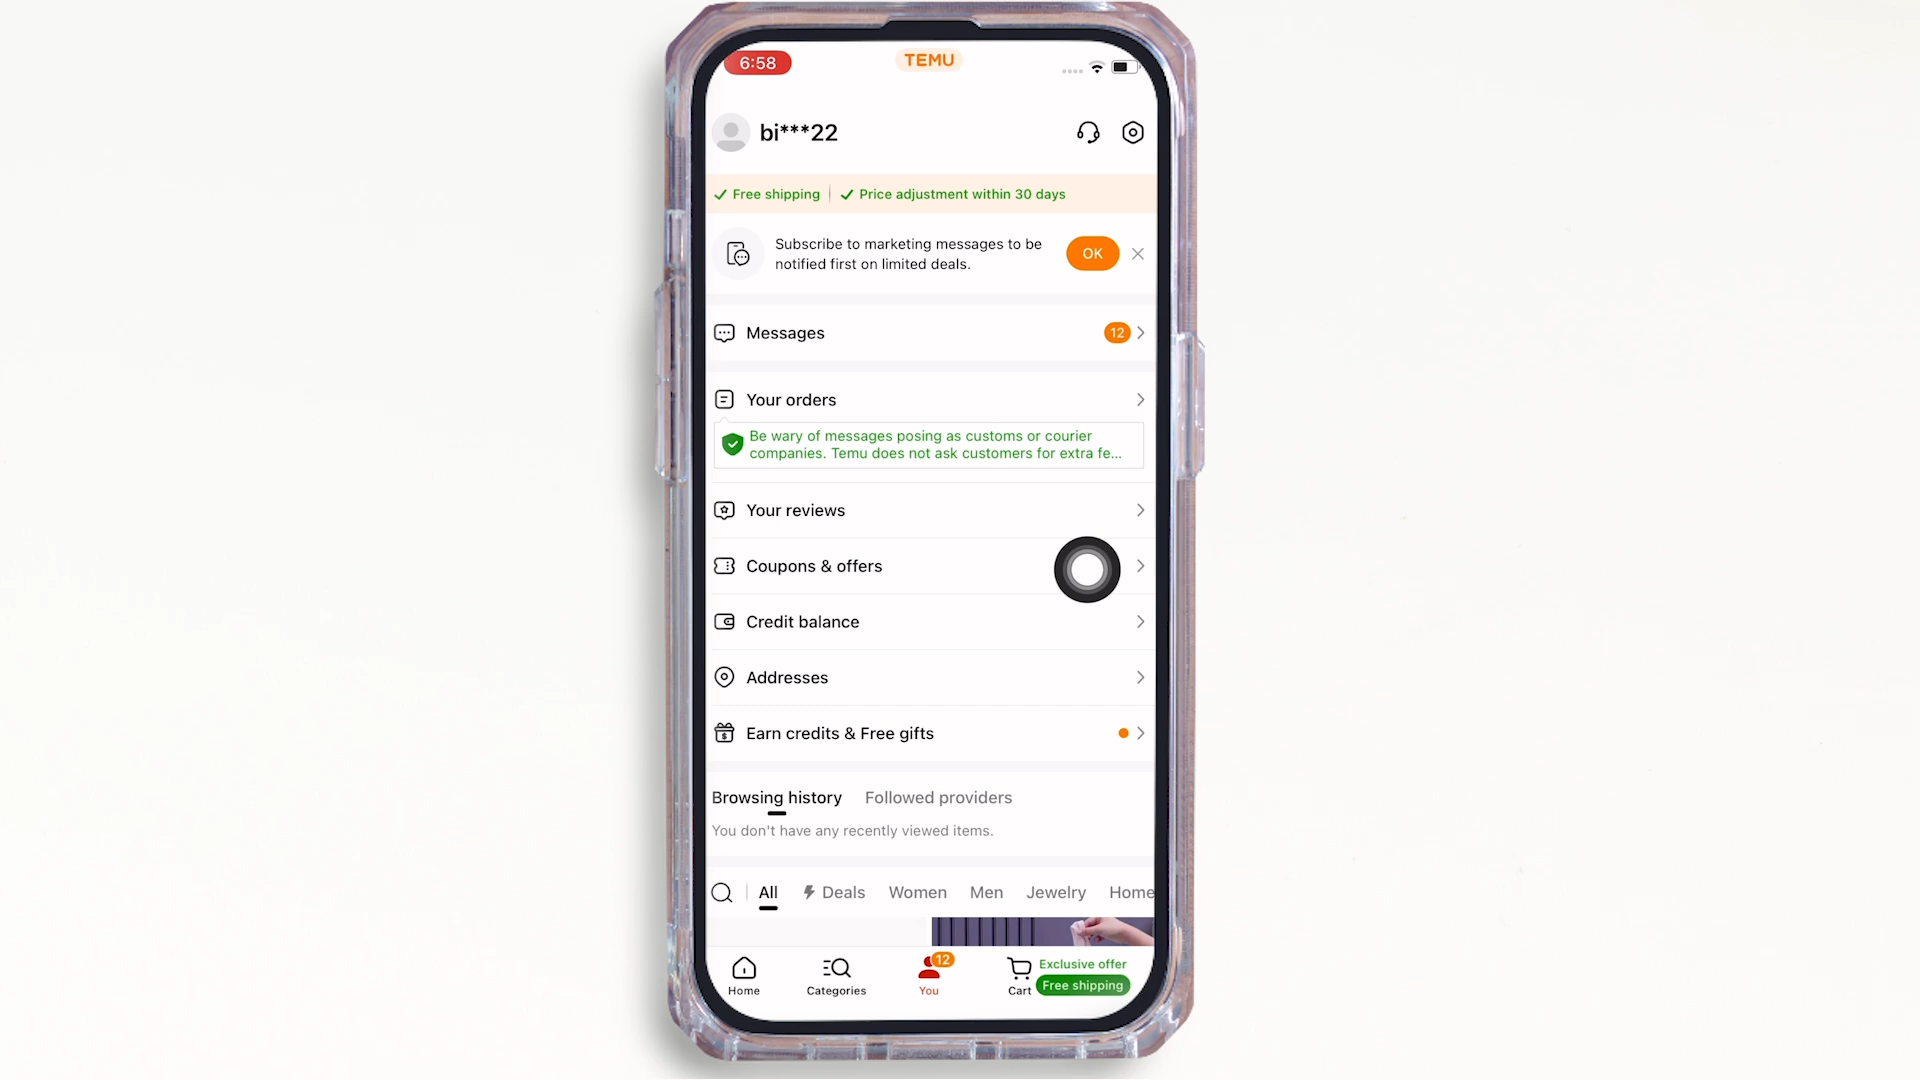 6:58
TEMU
bi***22
Free shipping
Price adjustment within 30 days
Subscribe to marketing messages to be
notified first on limited deals.
OK
Messages
12
Your orders
Be wary of messages posing as customs or courier
companies. Temu does not ask customers for extra fe...
Your reviews
Coupons & offers
Credit balance
Addresses
Earn credits & Free gifts
Browsing history
Followed providers
You don't have any recently viewed items.
All
Deals
Women
Men
Jewelry
Home
12
Exclusive offer
Free shipping
Home
Categories
You
Cart